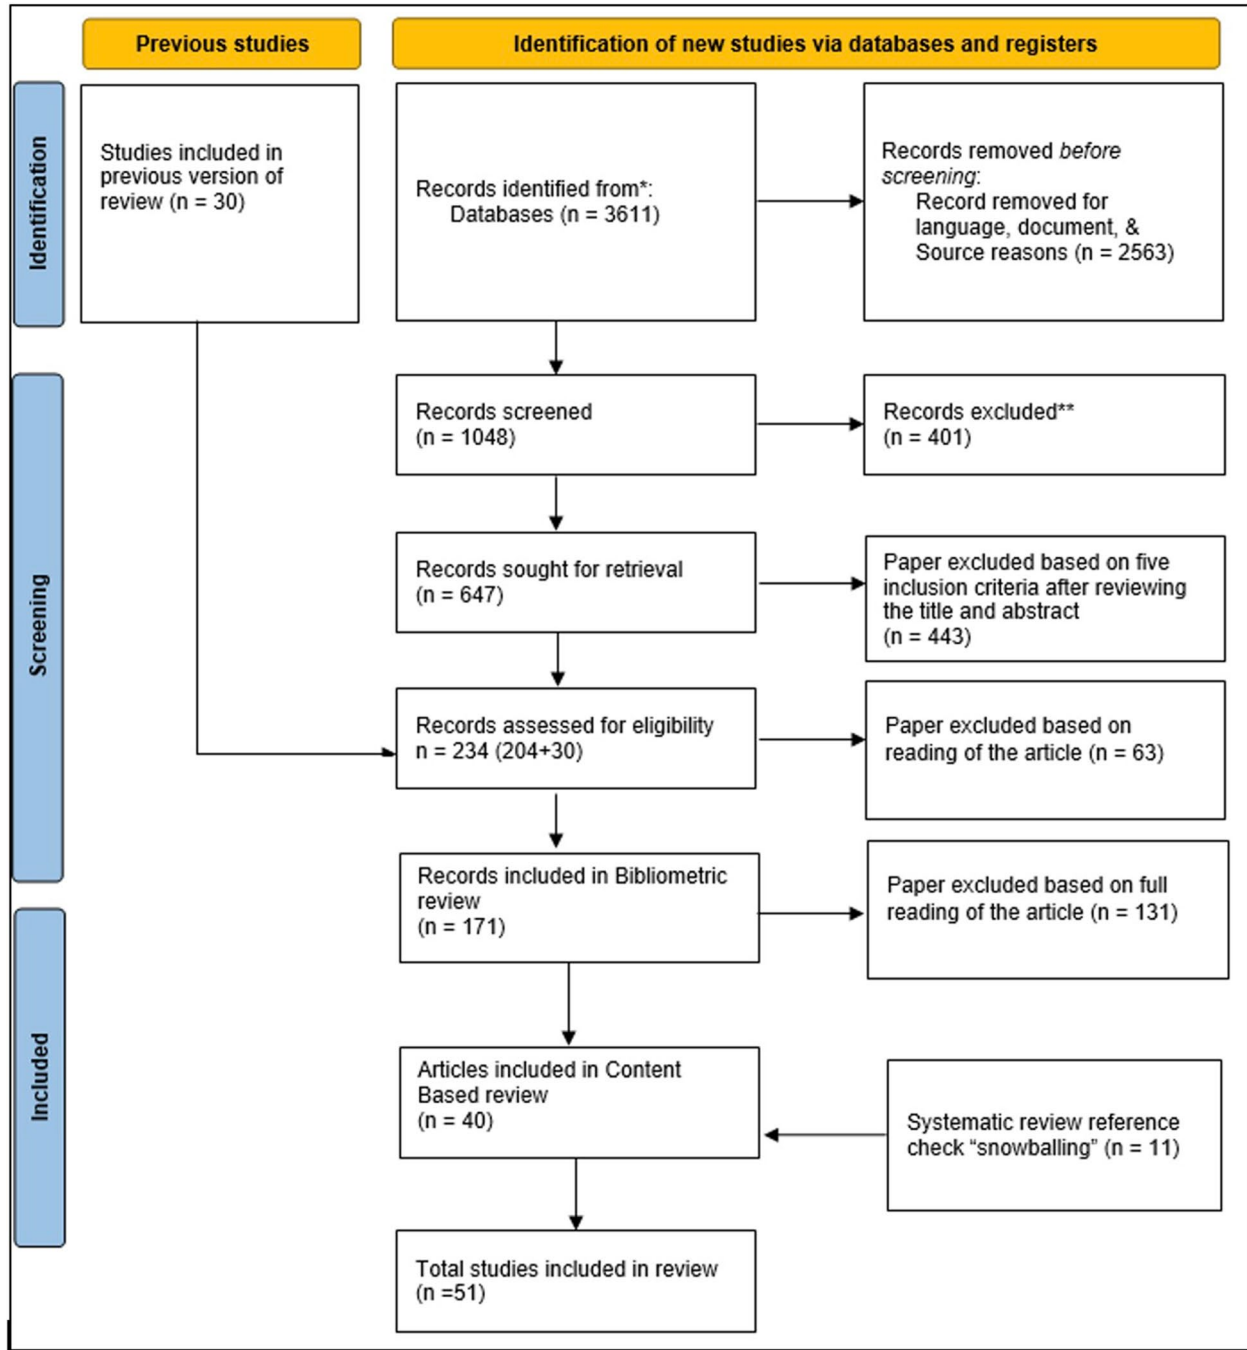 Previous studies
Identification of new studies via databases and registers
Identification
Studies included in
previous version of
review (n = 30)
Records identified from*:
Databases (n = 3611)
Records removed before
screening:
Record removed for
language, document, &
Source reasons (n = 2563)
Screening
Records screened
(n = 1048)
Records excluded**
(n = 401)
Records sought for retrieval
(n = 647)
Paper excluded based on five
inclusion criteria after reviewing
the title and abstract
(n = 443)
Records assessed for eligibility
n = 234 (204+30)
Paper excluded based on
reading of the article (n = 63)
Records included in Bibliometric
review
(n = 171)
Paper excluded based on full
reading of the article (n = 131)
Included
Articles included in Content
Based review
(n = 40)
Systematic review reference
check “snowballing” (n = 11)
Total studies included in review
(n =51)